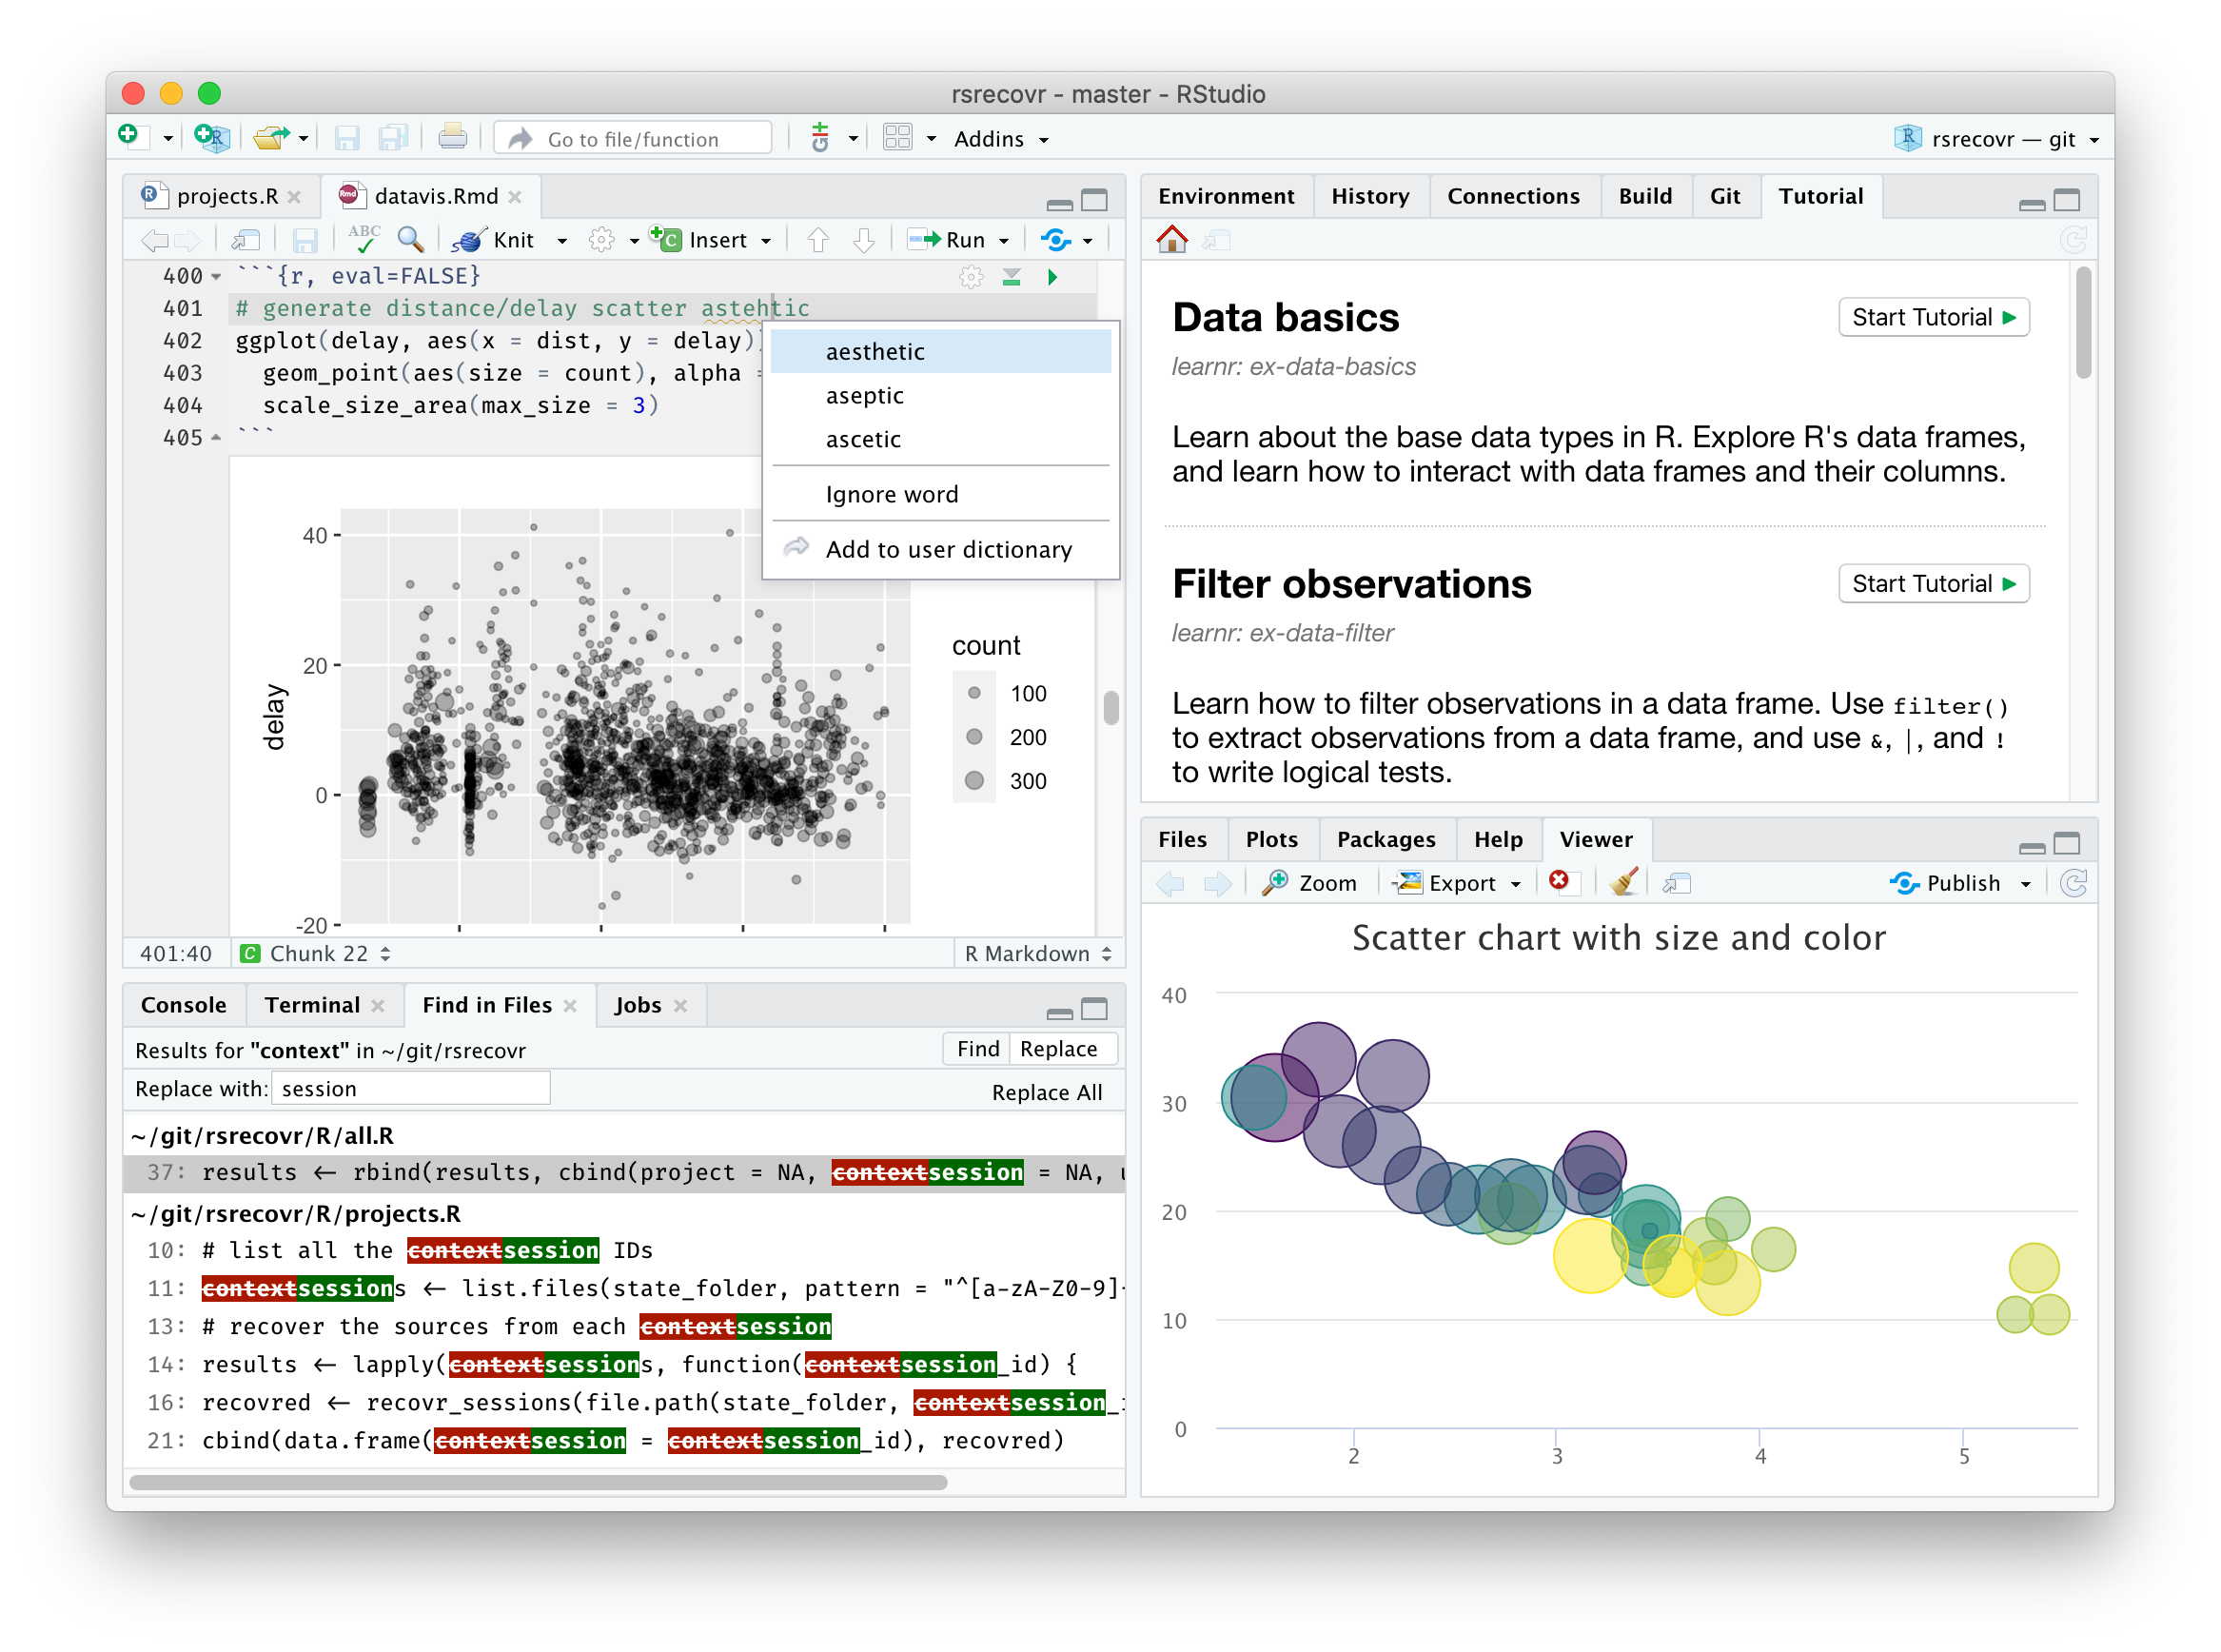 rsrecovr - master - RStudio
Go to file/function
Addins
rsrecovr — git
projects.R
datavis.Rmd
ABC
Knit
Insert
Run
400 ```{r, eval=FALSE}
401 # generate distance/delay scatter astehtic
402 ggplot(delay, aes(x = dist, y = delay))
403 geom_point(aes(size = count), alpha =
404 scale_size_area(max_size = 3)
405 ```
aesthetic
aseptic
ascetic
Ignore word
Add to user dictionary
40
20
0
-20
delay
count
100
200
300
401:40
C Chunk 22
R Markdown
Console
Terminal
Find in Files
Jobs
Results for "context" in ~/git/rsrecovr
Find
Replace
Replace with: session
Replace All
~/git/rsrecovr/R/all.R
37: results <- rbind(results, cbind(project = NA, contextsession = NA, u
~/git/rsrecovr/R/projects.R
10: # list all the contextsession IDs
11: contextsessions <- list.files(state_folder, pattern = "^[a-zA-Z0-9]
13: # recover the sources from each contextsession
14: results <- lapply(contextsessions, function(contextsession_id) {
16: recovred <- recovr_sessions(file.path(state_folder, contextsession_
21: cbind(data.frame(contextsession = contextsession_id), recovred)
Environment
History
Connections
Build
Git
Tutorial
Data basics
Start Tutorial
learnr: ex-data-basics
Learn about the base data types in R. Explore R's data frames,
and learn how to interact with data frames and their columns.
Filter observations
Start Tutorial
learnr: ex-data-filter
Learn how to filter observations in a data frame. Use filter()
to extract observations from a data frame, and use &, |, and !
to write logical tests.
Files
Plots
Packages
Help
Viewer
Zoom
Export
Publish
Scatter chart with size and color
40
30
20
10
0
2
3
4
5